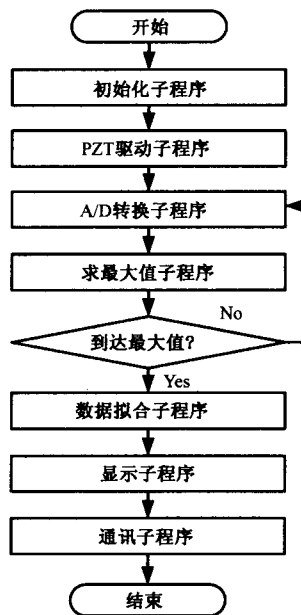 开始
初始化子程序
PZT驱动子程序
A/D转换子程序
求最大值子程序
No
到达最大值?
Yes
数据拟合子程序
显示子程序
通讯子程序
结束